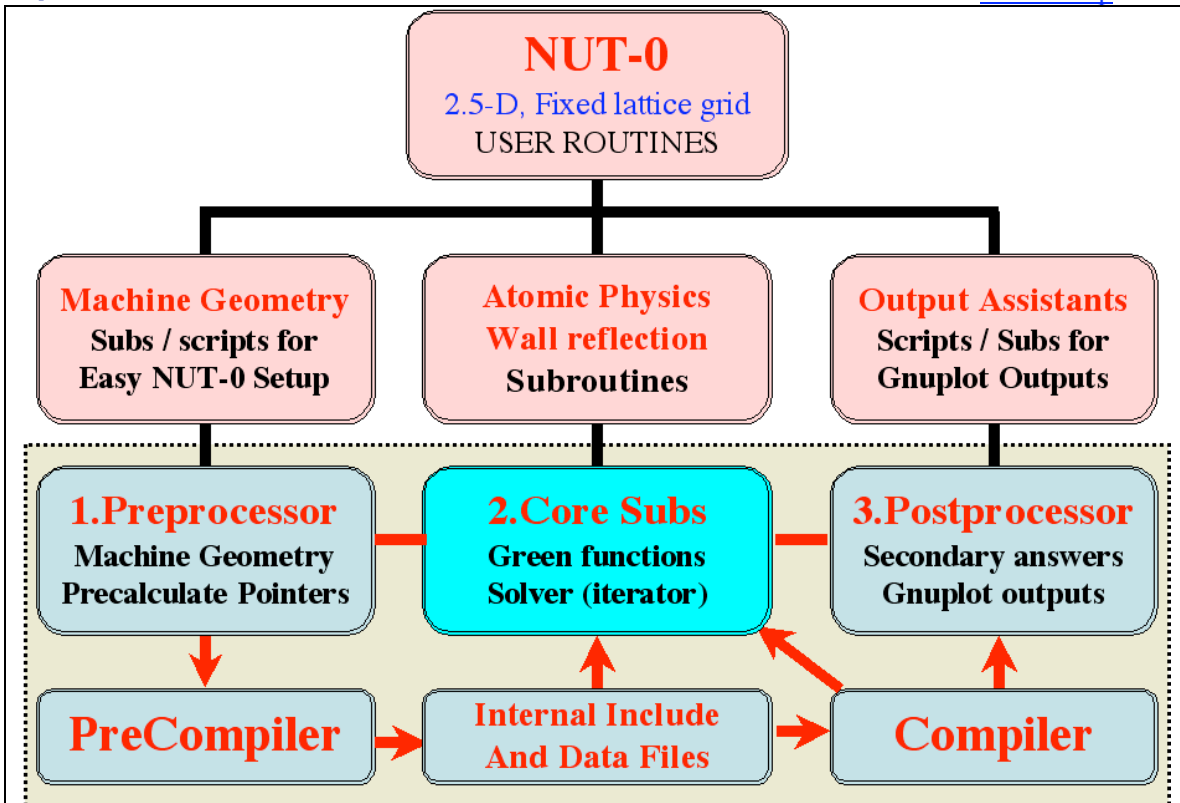 NUT-0
2.5-D, Fixed lattice grid
USER ROUTINES
Machine Geometry
Subs / scripts for
Easy NUT-0 Setup
Atomic Physics
Wall reflection
Subroutines
Output Assistants
Scripts / Subs for
Gnuplot Outputs
1.Preprocessor
Machine Geometry
Precalculate Pointers
2.Core Subs
Green functions
Solver (iterator)
3.Postprocessor
Secondary answers
Gnuplot outputs
PreCompiler
Internal Include
And Data Files
Compiler